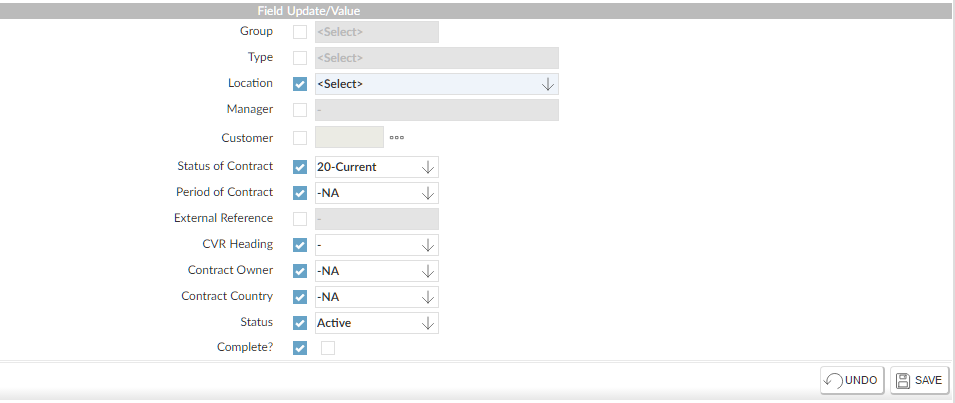 Field Update/Value
Group <Select>
Type <Select>
Location <Select>
Manager -
Customer
Status of Contract 20-Current
Period of Contract -NA
External Reference -
CVR Heading -
Contract Owner -NA
Contract Country -NA
Status Active
Complete?
UNDO SAVE